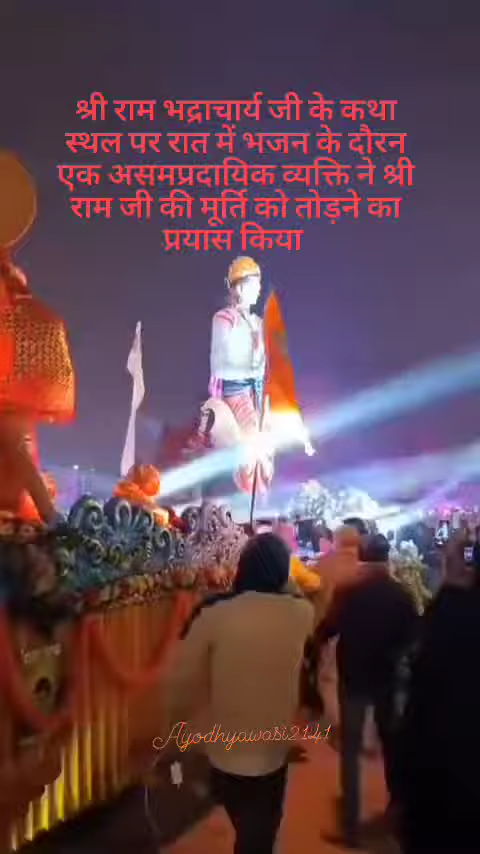 श्री राम भद्राचार्य जी के कथा
स्थल पर रात में भजन के दौरन
एक असमप्रदायिक व्यक्ति ने श्री
राम जी की मूर्ति को तोड़ने का
प्रयास किया
Ayodhyawasi2141